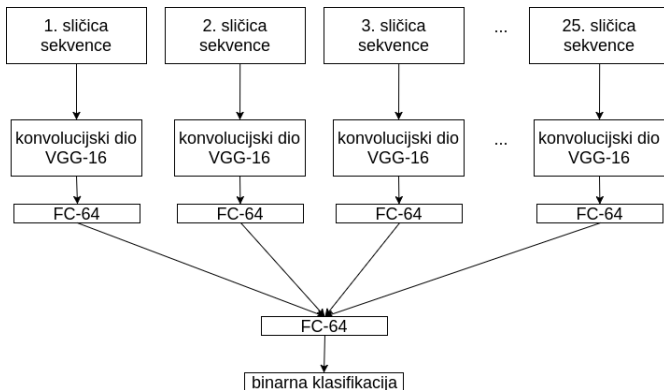 1. sličica
sekvence
2. sličica
sekvence
3. sličica
sekvence
...
25. sličica
sekvence
konvolucijski dio
VGG-16
konvolucijski dio
VGG-16
konvolucijski dio
VGG-16
...
konvolucijski dio
VGG-16
FC-64
FC-64
FC-64
FC-64
FC-64
binarna klasifikacija